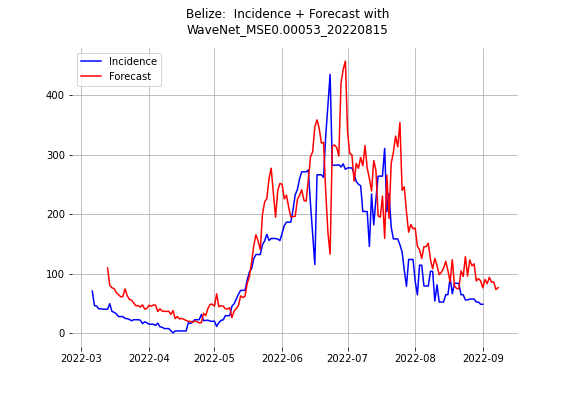 Belize:  Incidence + Forecast with
WaveNet_MSE0.00053_20220815
Incidence
Forecast
400
300
200
100
0
2022-03 2022-04 2022-05 2022-06 2022-07 2022-08 2022-09